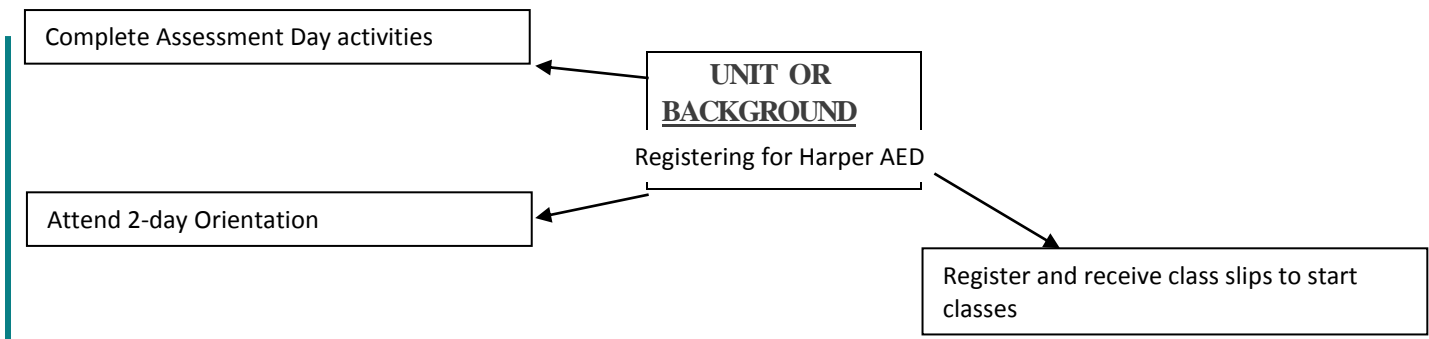 Complete Assessment Day activities
UNIT OR
BACKGROUND
Registering for Harper AED
Attend 2-day Orientation
Register and receive class slips to start
classes